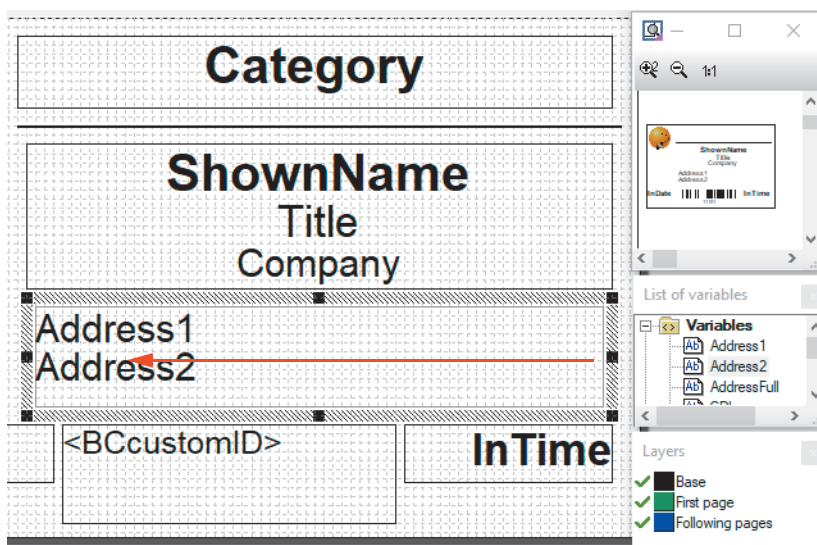 Category
ShownName
Title
Company
Address1
Address2
<BCcustomID>
InTime
1:1
ShownName
Title
Company
Address1
Address2
InDate
InTime
List of variables
Variables
Address1
Address2
AddressFull
Layers
Base
First page
Following pages